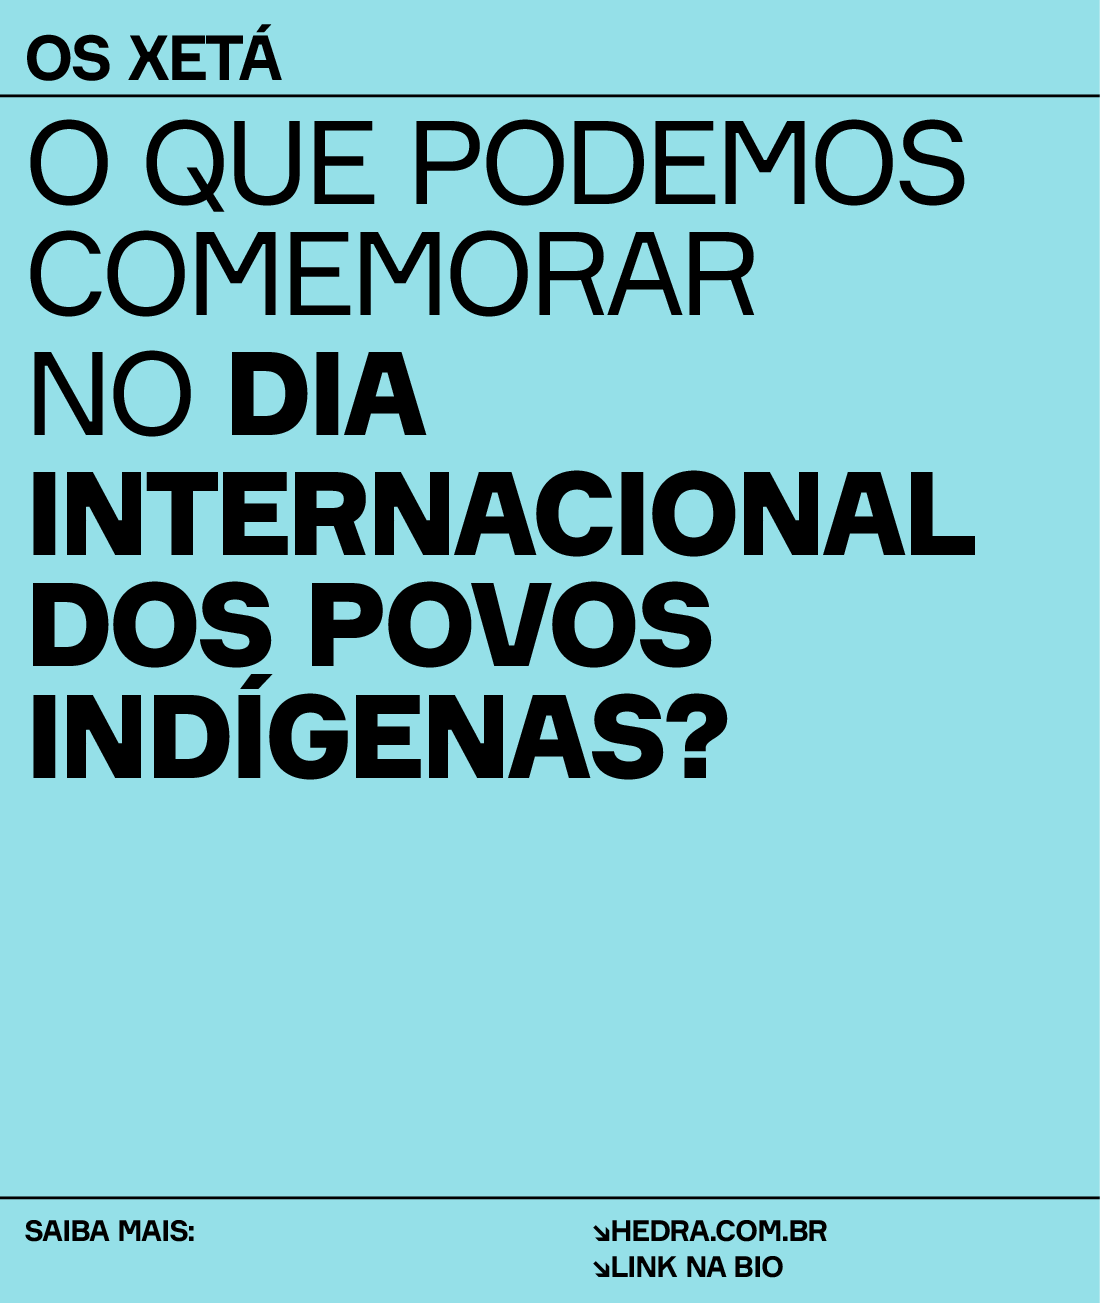 OS XETÁ
O QUE PODEMOS
COMEMORAR
NO DIA
INTERNACIONAL
DOS POVOS
INDÍGENAS?
SAIBA MAIS:
↘HEDRA.COM.BR
↘LINK NA BIO